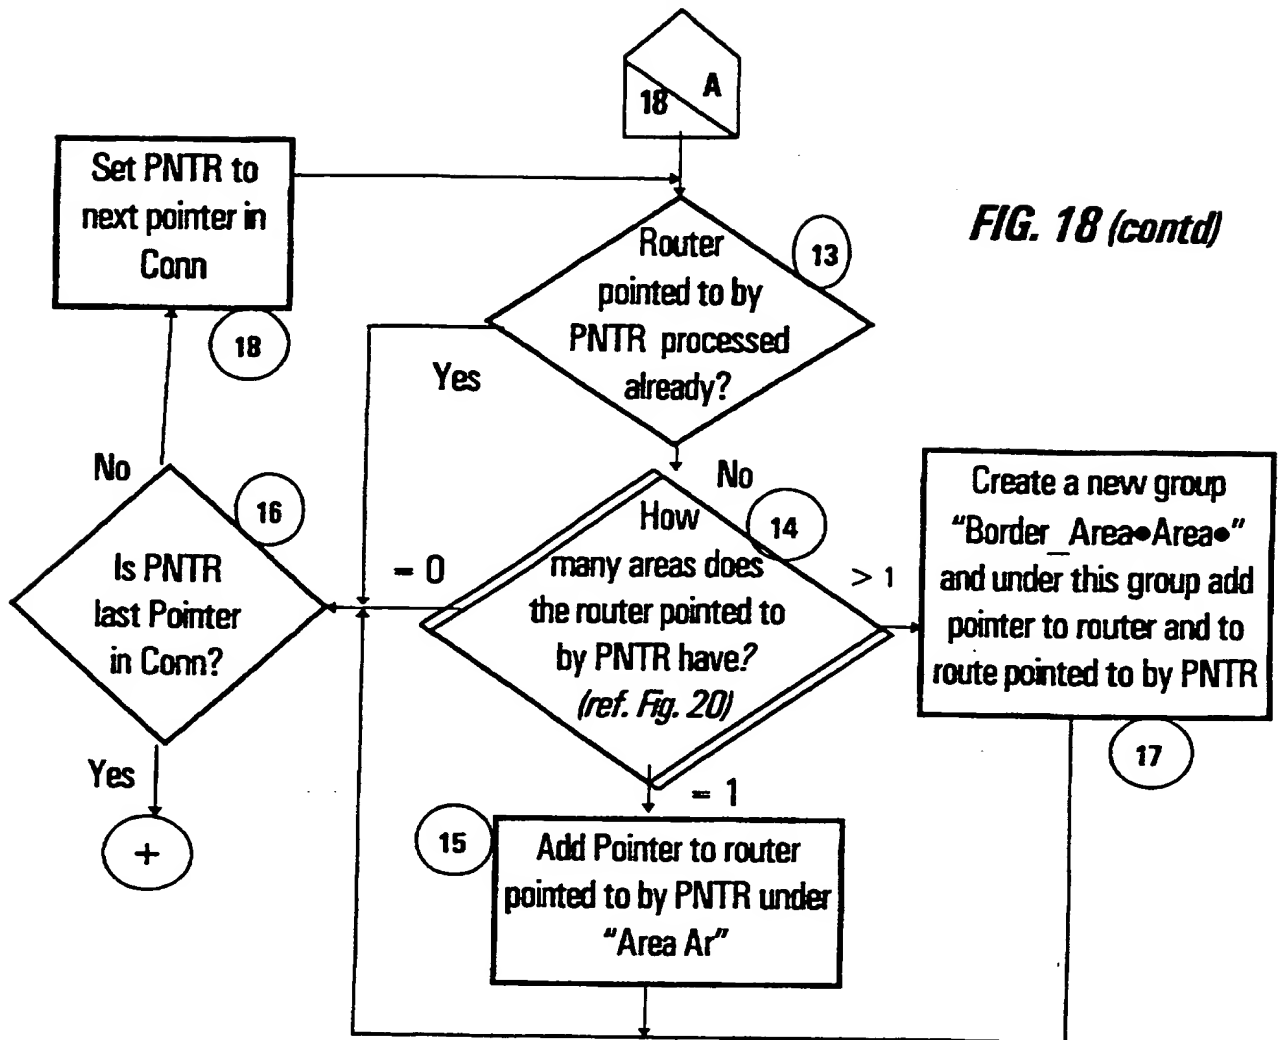 18 A
FIG. 18 (contd)
Set PNTR to
next pointer in
Conn
18
Router
pointed to by
PNTR processed
already?
13
Yes
No
No
16
Is PNTR
last Pointer
in Conn?
Yes
+
= 0
How
many areas does
the router pointed to
by PNTR have?
(ref. Fig. 20)
14
> 1
= 1
Create a new group
"Border_Area•Area•"
and under this group add
pointer to router and to
route pointed to by PNTR
17
15
Add Pointer to router
pointed to by PNTR under
"Area Ar"